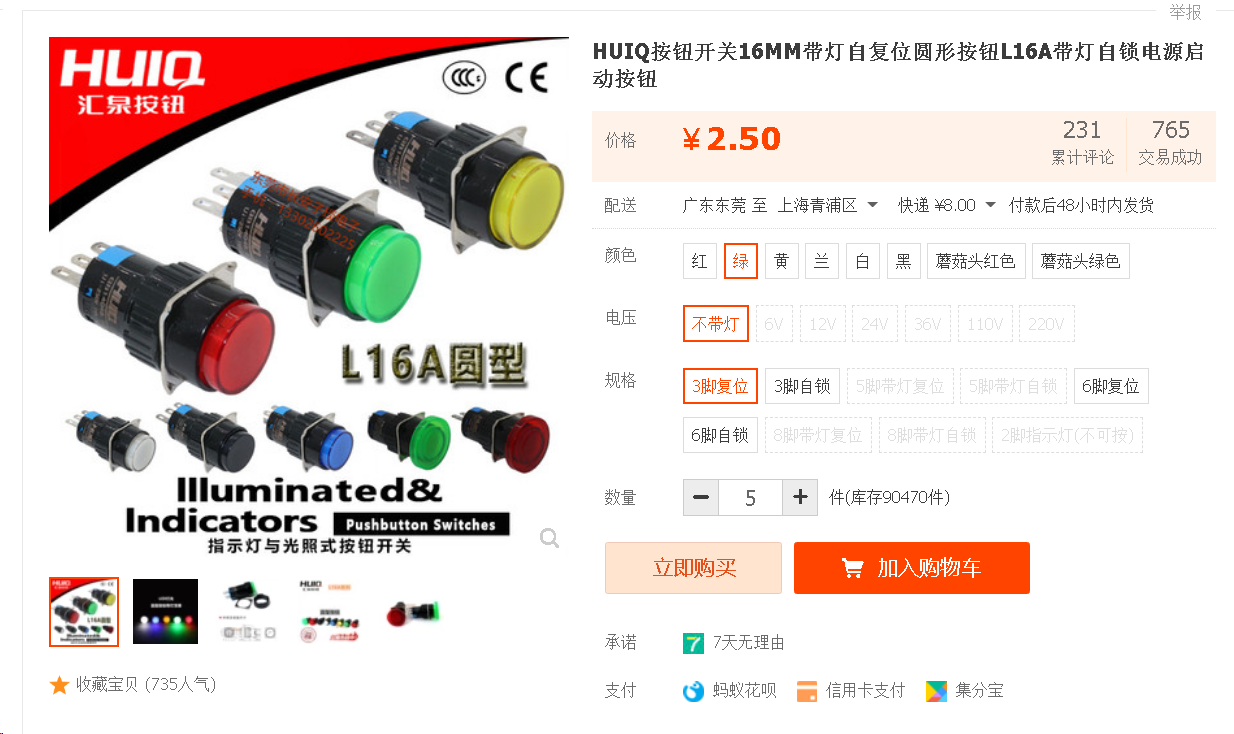 举报
HUIQ
汇泉按钮
CCC CE
13302602225
L16A圆型
Illuminated&
Indicators Pushbutton Switches
指示灯与光照式按钮开关
收藏宝贝 (735人气)
HUIQ按钮开关16MM带灯自复位圆形按钮L16A带灯自锁电源启
动按钮
价格 ¥2.50 231 765
累计评论 交易成功
配送 广东东莞 至 上海青浦区 快递 ¥8.00 付款后48小时内发货
颜色 红 绿 黄 兰 白 黑 蘑菇头红色 蘑菇头绿色
电压 不带灯 6V 12V 24V 36V 110V 220V
规格 3脚复位 3脚自锁 5脚带灯复位 5脚带灯自锁 6脚复位
6脚自锁 8脚带灯复位 8脚带灯自锁 2脚指示灯(不可按)
数量 − 5 + 件(库存90470件)
立即购买 加入购物车
承诺 7 7天无理由
支付 蚂蚁花呗 信用卡支付 集分宝